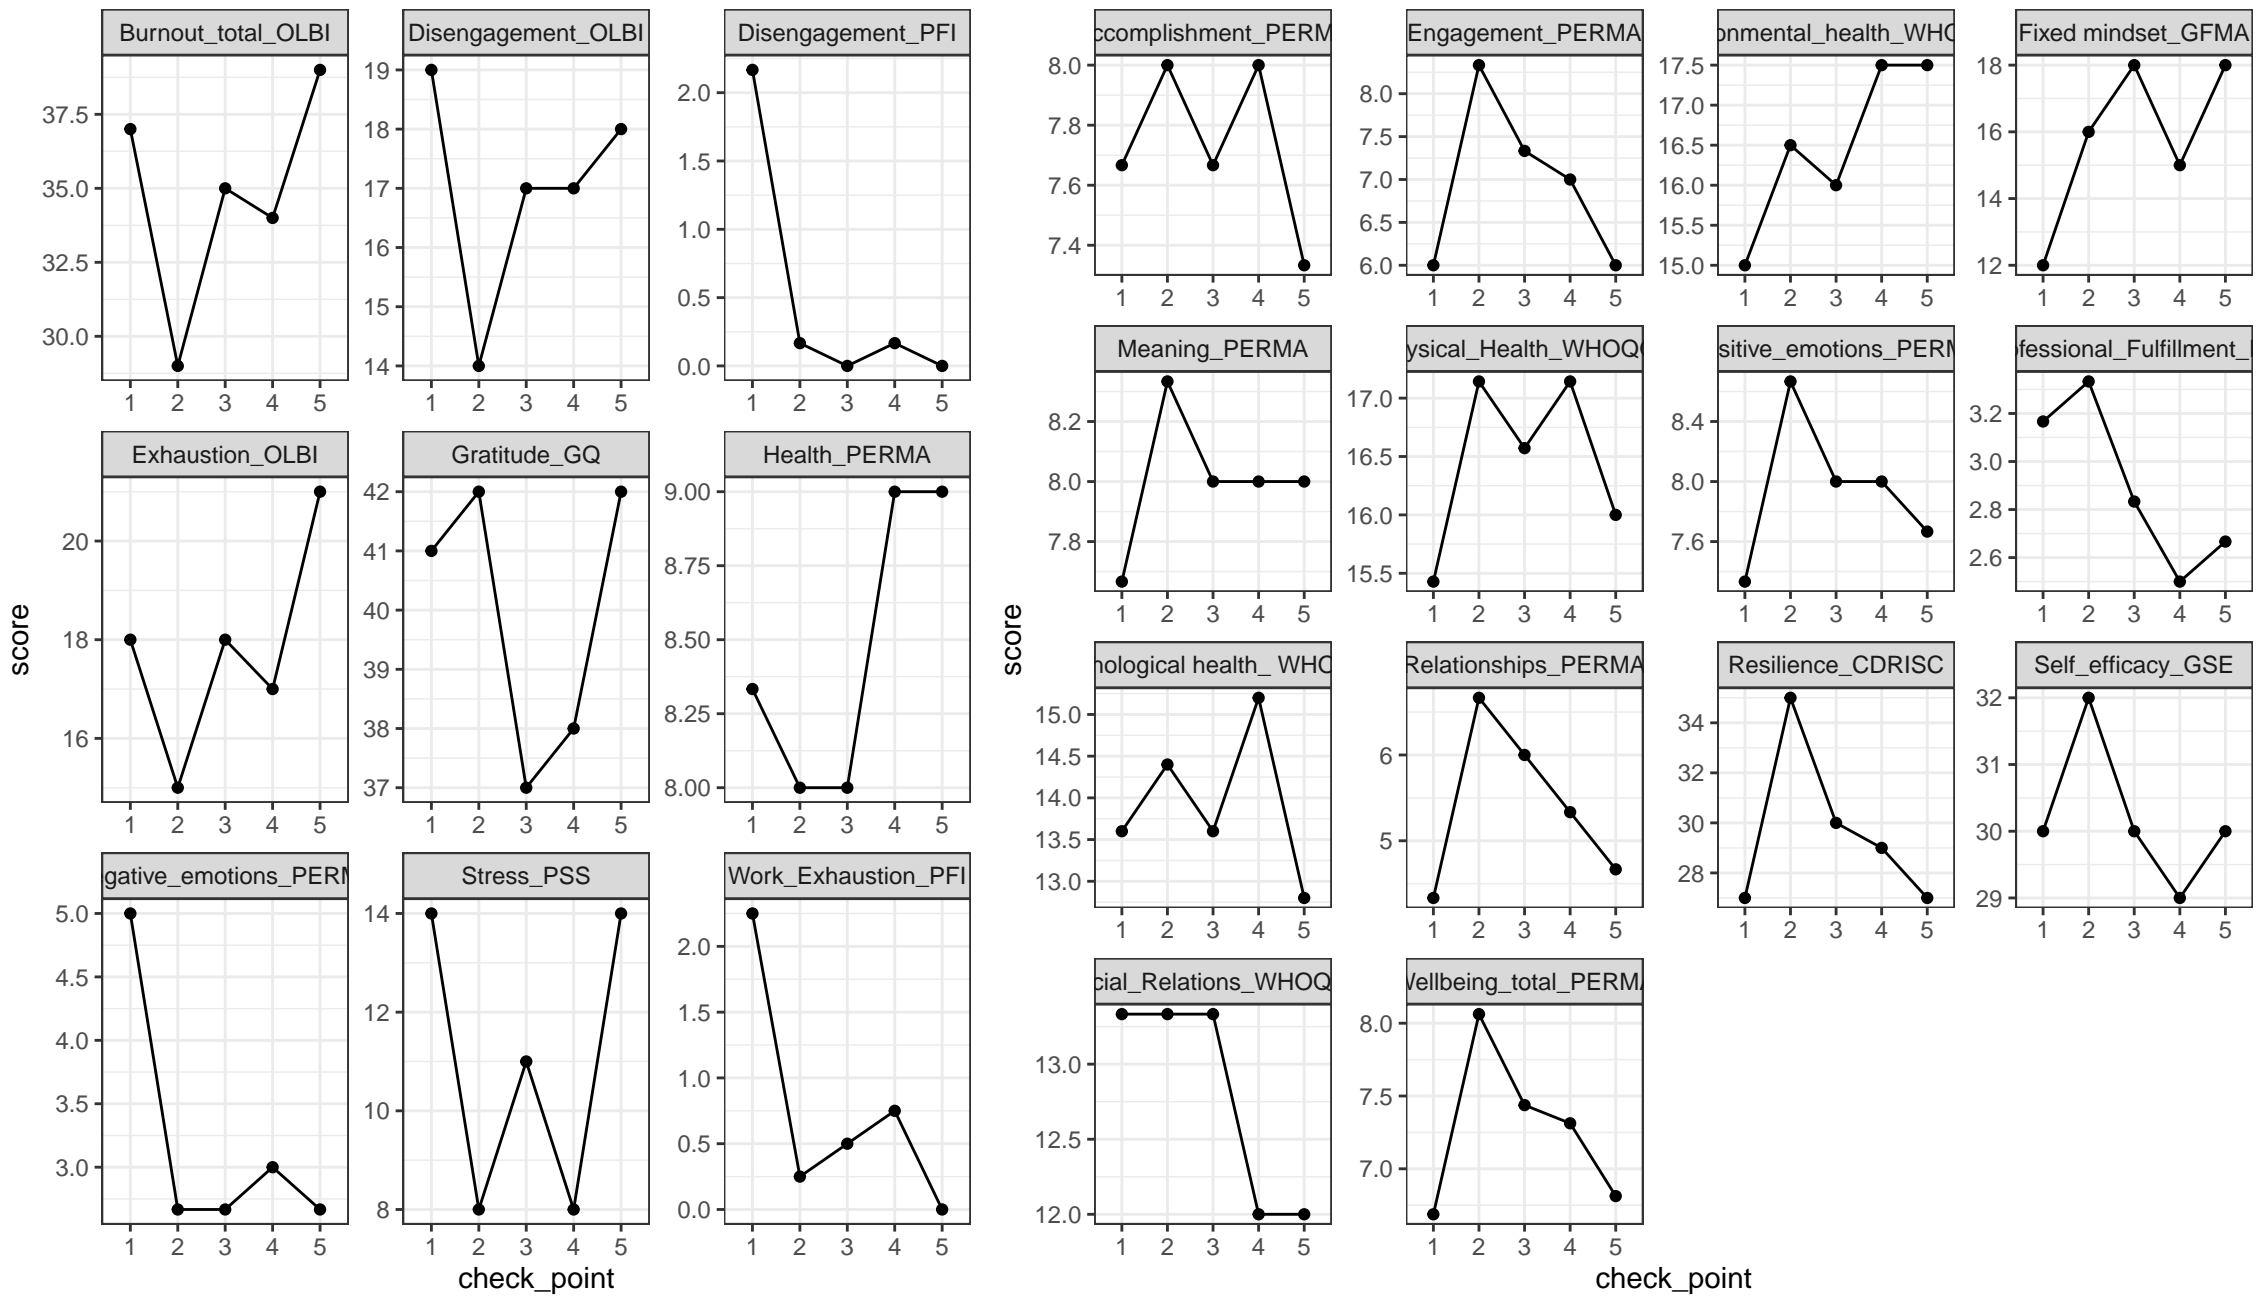 Burnout_total_OLBI
37.5
35.0
32.5
30.0
1 2 3 4 5
Disengagement_OLBI
19
18
17
16
15
14
1 2 3 4 5
Disengagement_PFI
2.0
1.5
1.0
0.5
0.0
1 2 3 4 5
Exhaustion_OLBI
20
18
16
1 2 3 4 5
Gratitude_GQ
42
41
40
39
38
37
1 2 3 4 5
Health_PERMA
9.00
8.75
8.50
8.25
8.00
1 2 3 4 5
gative_emotions_PERM
5.0
4.5
4.0
3.5
3.0
1 2 3 4 5
Stress_PSS
14
12
10
8
1 2 3 4 5
Work_Exhaustion_PFI
2.0
1.5
1.0
0.5
0.0
1 2 3 4 5
score
check_point
ccomplishment_PERM
8.0
7.8
7.6
7.4
1 2 3 4 5
Engagement_PERMA
8.0
7.5
7.0
6.5
6.0
1 2 3 4 5
onmental_health_WHO
17.5
17.0
16.5
16.0
15.5
15.0
1 2 3 4 5
Fixed mindset_GFMA
18
16
14
12
1 2 3 4 5
Meaning_PERMA
8.2
8.0
7.8
1 2 3 4 5
ysical_Health_WHOQO
17.0
16.5
16.0
15.5
1 2 3 4 5
sitive_emotions_PERM
8.4
8.0
7.6
1 2 3 4 5
ofessional_Fulfillment_
3.2
3.0
2.8
2.6
1 2 3 4 5
hological health_ WHO
15.0
14.5
14.0
13.5
13.0
1 2 3 4 5
Relationships_PERMA
6
5
1 2 3 4 5
Resilience_CDRISC
34
32
30
28
1 2 3 4 5
Self_efficacy_GSE
32
31
30
29
1 2 3 4 5
cial_Relations_WHOQ
13.0
12.5
12.0
1 2 3 4 5
Wellbeing_total_PERMA
8.0
7.5
7.0
1 2 3 4 5
score
check_point